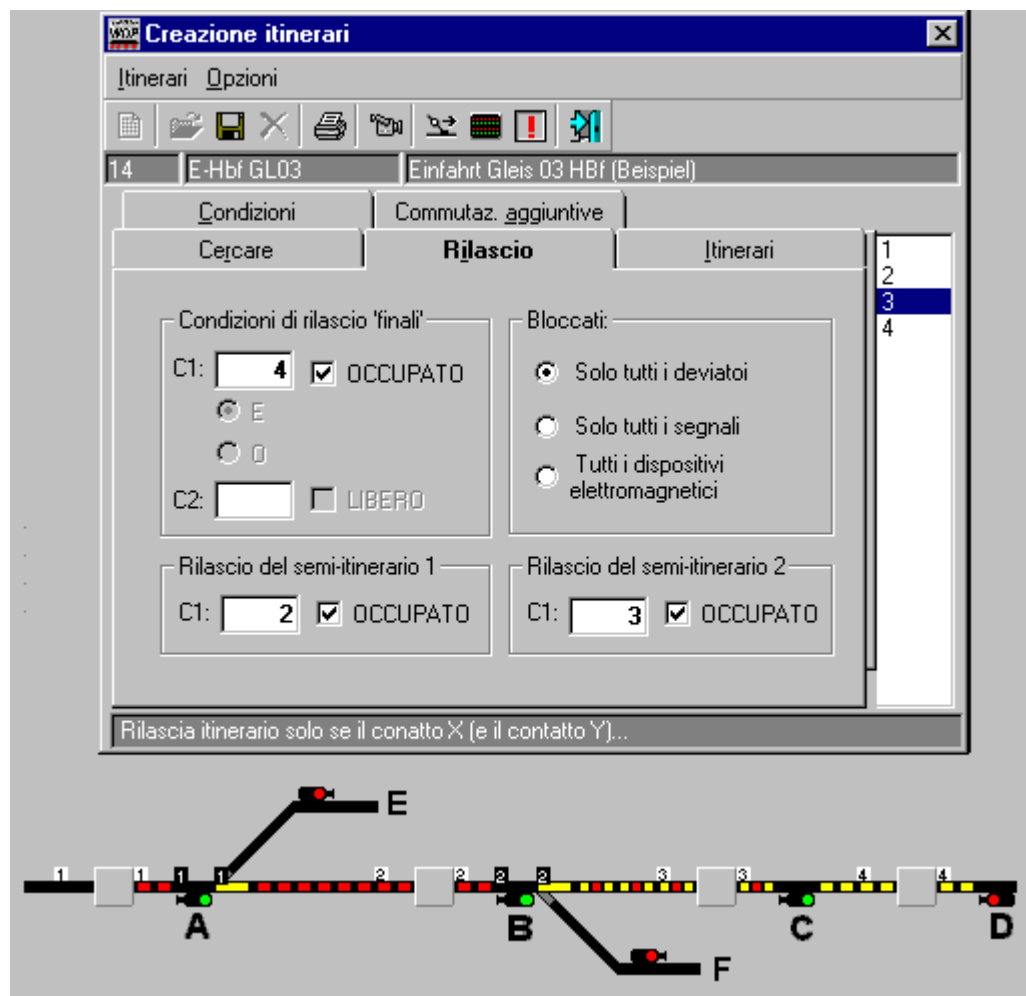 Creazione itinerari
Itinerari Opzioni
14 E-Hbf GL03 Einfahrt Gleis 03 HBf (Beispiel)
Condizioni Commutaz. aggiuntive
Cercare Rilascio Itinerari
1
2
3
4
Condizioni di rilascio 'finali'
C1: 4 OCCUPATO
E
O
C2: LIBERO
Bloccati:
Solo tutti i deviatoi
Solo tutti i segnali
Tutti i dispositivi
elettromagnetici
Rilascio del semi-itinerario 1
C1: 2 OCCUPATO
Rilascio del semi-itinerario 2
C1: 3 OCCUPATO
Rilascia itinerario solo se il conatto X (e il contatto Y)...
E
1 1 1 1 2 2 2 2 3 3 4 4
A B C D
F